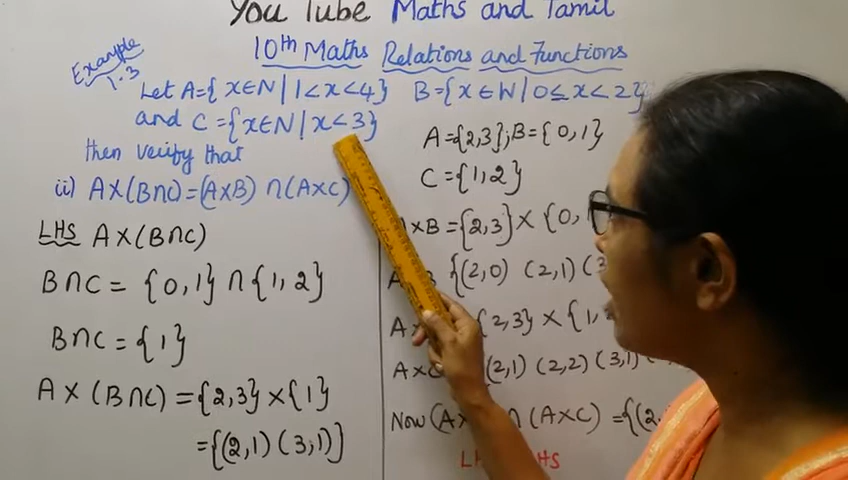 You Tube Maths and Tamil
10th Maths Relations and Functions
Example 1.3
Let A={ x∈N | 1<x<4} B={x∈W | 0≤x<2}
and C={x∈N | x<3}
then verify that
ii) A×(B∩C)=(A×B) ∩(A×C)
LHS A×(B∩C)
B∩C = {0,1} ∩ {1,2}
B∩C = {1}
A×(B∩C) = {2,3} × {1}
={(2,1) (3,1)}
A={2,3}; B={0,1}
C={1,2}
×B ={2,3} × {0,
A {(2,0) (2,1) (3
A {2,3} × {1,
A× (2,1) (2,2) (3,1)
Now (A× ∩ (A×C) ={(2,
LH HS